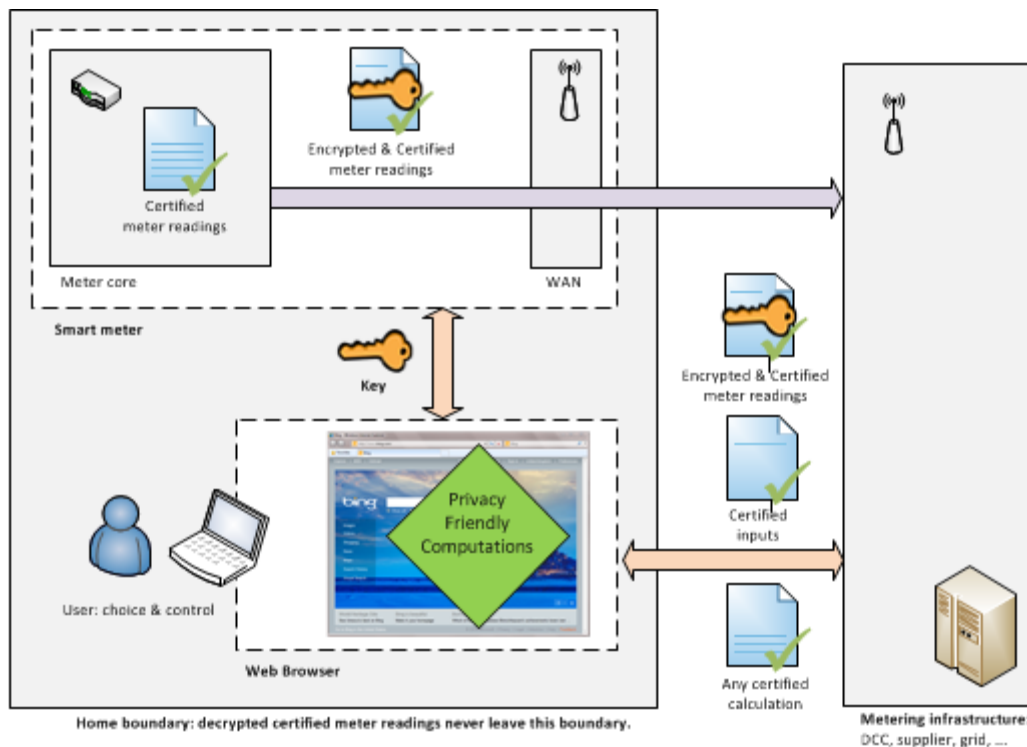 Encrypted & Certified
meter readings
Certified
meter readings
Meter core
WAN
Smart meter
Key
Encrypted & Certified
meter readings
bing
Privacy
Friendly
Computations
Certified
inputs
User: choice & control
Web Browser
Any certified
calculation
Home boundary: decrypted certified meter readings never leave this boundary.
Metering infrastructure:
DCC, supplier, grid, ...